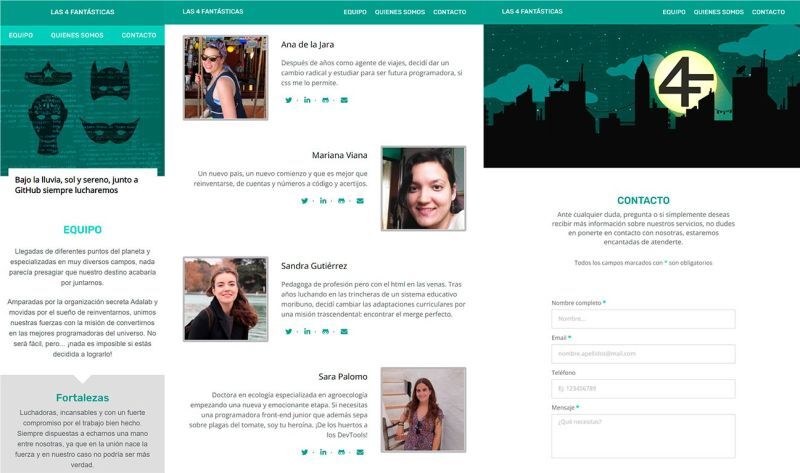 LAS 4 FANTÁSTICAS
EQUIPO QUIENES SOMOS CONTACTO
Bajo la lluvia, sol y sereno, junto a
GitHub siempre lucharemos
EQUIPO
Llegadas de diferentes puntos del planeta y
especializadas en muy diversos campos, nada
parecía presagiar que nuestro destino acabaría
por juntarnos.
Amparadas por la organización secreta Adalab y
movidas por el sueño de reinventarnos, unimos
nuestras fuerzas con la misión de convertirnos
en las mejores programadoras del universo. No
será fácil, pero... ¡nada es imposible si estás
decidida a lograrlo!
Fortalezas
Luchadoras, incansables y con un fuerte
compromiso por el trabajo bien hecho.
Siempre dispuestas a echarnos una mano
entre nosotras, ya que en la unión nace la
fuerza y en nuestro caso no podría ser más
verdad.
LAS 4 FANTÁSTICAS
EQUIPO QUIENES SOMOS CONTACTO
Ana de la Jara
Después de años como agente de viajes, decidí dar un
cambio radical y estudiar para ser futura programadora, si
css me lo permite.
Mariana Viana
Un nuevo país, un nuevo comienzo y que es mejor que
reinventarse, de cuentas y números a código y acertijos.
Sandra Gutiérrez
Pedagoga de profesión pero con el html en las venas. Tras
años luchando en las trincheras de un sistema educativo
moribuno, decidí cambiar las adaptaciones curriculares por
una misión trascendental: encontrar el merge perfecto.
Sara Palomo
Doctora en ecología especializada en agroecología
empezando una nueva y emocionante etapa. Si necesitas
una programadora front-end junior que además sepa
sobre plagas del tomate, soy tu heroína. ¡De los huertos a
los DevTools!
LAS 4 FANTÁSTICAS
EQUIPO QUIENES SOMOS CONTACTO
4F
CONTACTO
Ante cualquier duda, pregunta o si simplemente deseas
recibir más información sobre nuestros servicios, no dudes
en ponerte en contacto con nosotras, estaremos
encantadas de atenderte.
Todos los campos marcados con * son obligatorios
Nombre completo *
Nombre...
Email *
nombre.apellidos@mail.com
Teléfono
Ej: 123456789
Mensaje *
¿Qué necesitas?